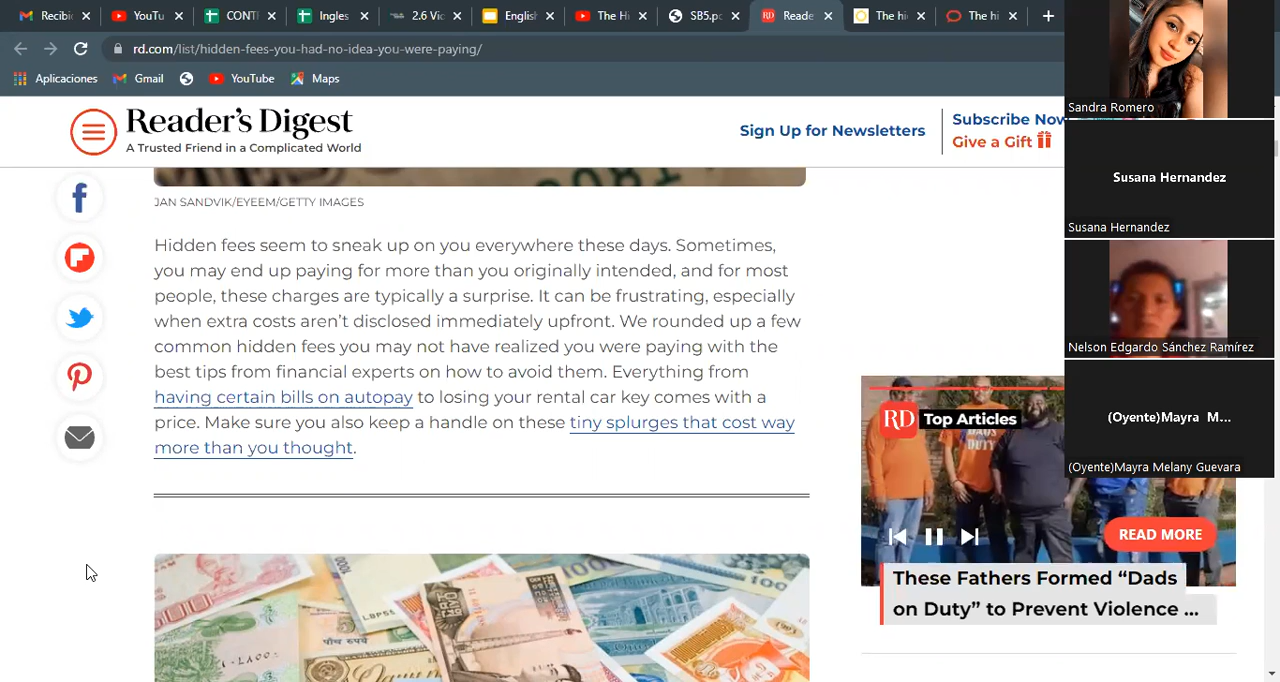 Recibid
YouTu
CONTI
Ingles
2.6 Vic
English
The Hi
SB5.pc
Reade
The hi
The hi
rd.com/list/hidden-fees-you-had-no-idea-you-were-paying/
Aplicaciones
Gmail
YouTube
Maps
Reader's Digest
A Trusted Friend in a Complicated World
Sign Up for Newsletters
Subscribe Now
Give a Gift
JAN SANDVIK/EYEEM/GETTY IMAGES
Hidden fees seem to sneak up on you everywhere these days. Sometimes,
you may end up paying for more than you originally intended, and for most
people, these charges are typically a surprise. It can be frustrating, especially
when extra costs aren't disclosed immediately upfront. We rounded up a few
common hidden fees you may not have realized you were paying with the
best tips from financial experts on how to avoid them. Everything from
having certain bills on autopay to losing your rental car key comes with a
price. Make sure you also keep a handle on these tiny splurges that cost way
more than you thought.
RD Top Articles
READ MORE
These Fathers Formed “Dads
on Duty” to Prevent Violence ...
Sandra Romero
Susana Hernandez
Susana Hernandez
Nelson Edgardo Sánchez Ramírez
(Oyente)Mayra M...
(Oyente)Mayra Melany Guevara